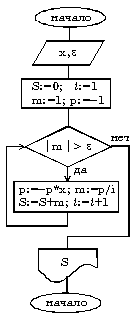 начало
x,ε
S:=0; i:=1
m:=1; p:=-1
|m| > ε
нет
да
p:=-p*x; m:=p/i
S:=S+m; i:=i+1
S
начало